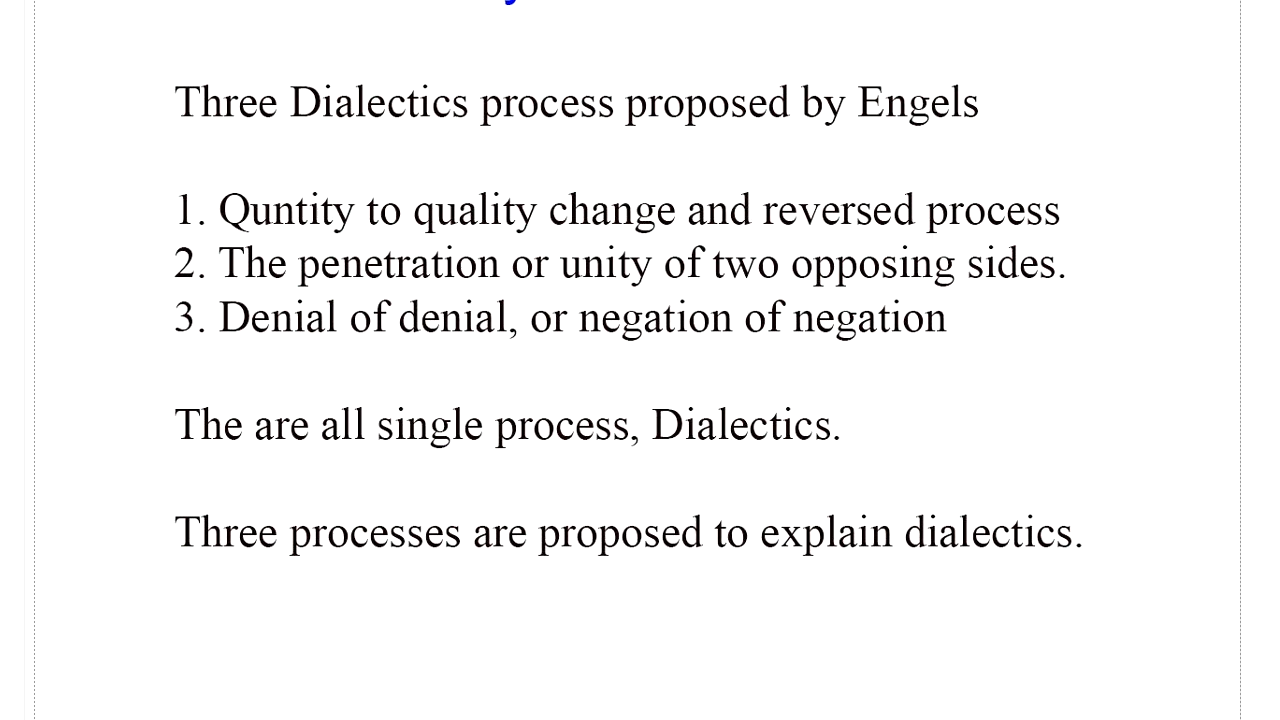 Three Dialectics process proposed by Engels
1. Quntity to quality change and reversed process
2. The penetration or unity of two opposing sides.
3. Denial of denial, or negation of negation
The are all single process, Dialectics.
Three processes are proposed to explain dialectics.